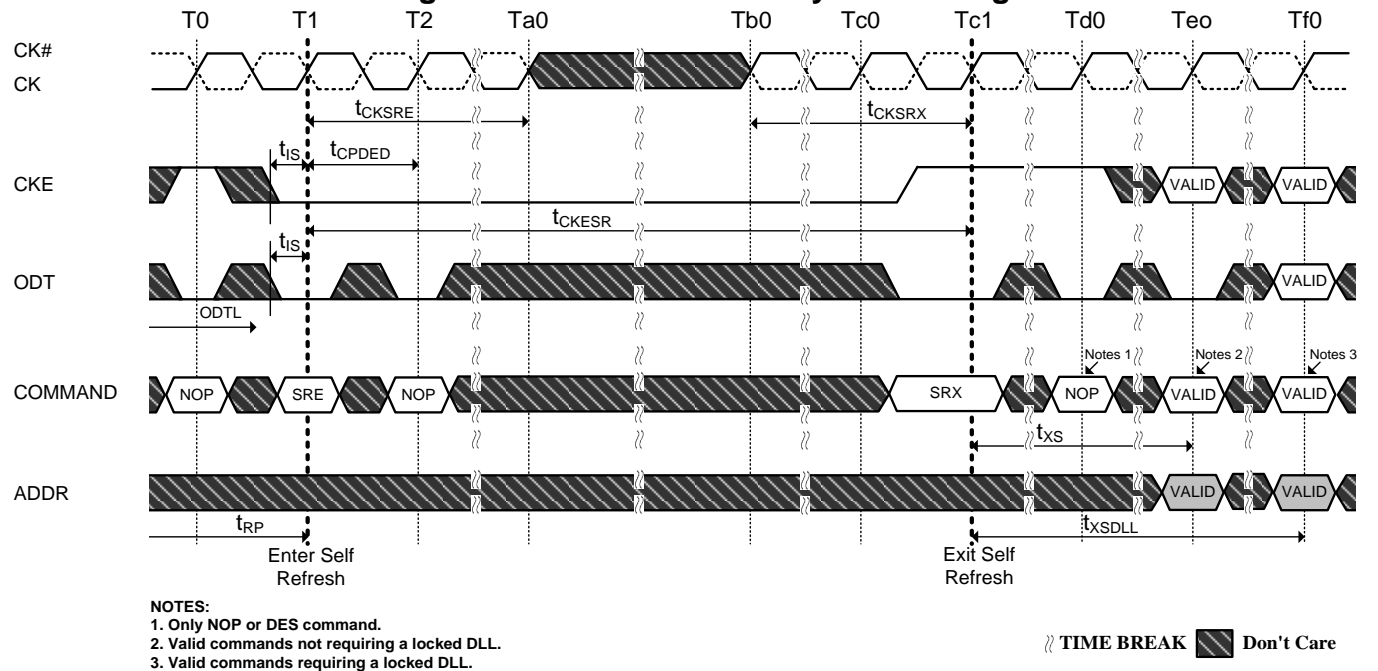 T0 T1 T2 Ta0 Tb0 Tc0 Tc1 Td0 Teo Tf0
CK#
CK
tCKSRE tCKSRX
tIS tCPDED
CKE VALID VALID
tCKESR
tIS
ODT VALID
ODTL
Notes 1 Notes 2 Notes 3
COMMAND NOP SRE NOP SRX NOP VALID VALID
tXS
ADDR VALID VALID
tRP tXSDLL
Enter Self Refresh
Exit Self Refresh
NOTES:
1. Only NOP or DES command.
2. Valid commands not requiring a locked DLL.
3. Valid commands requiring a locked DLL.
TIME BREAK Don't Care